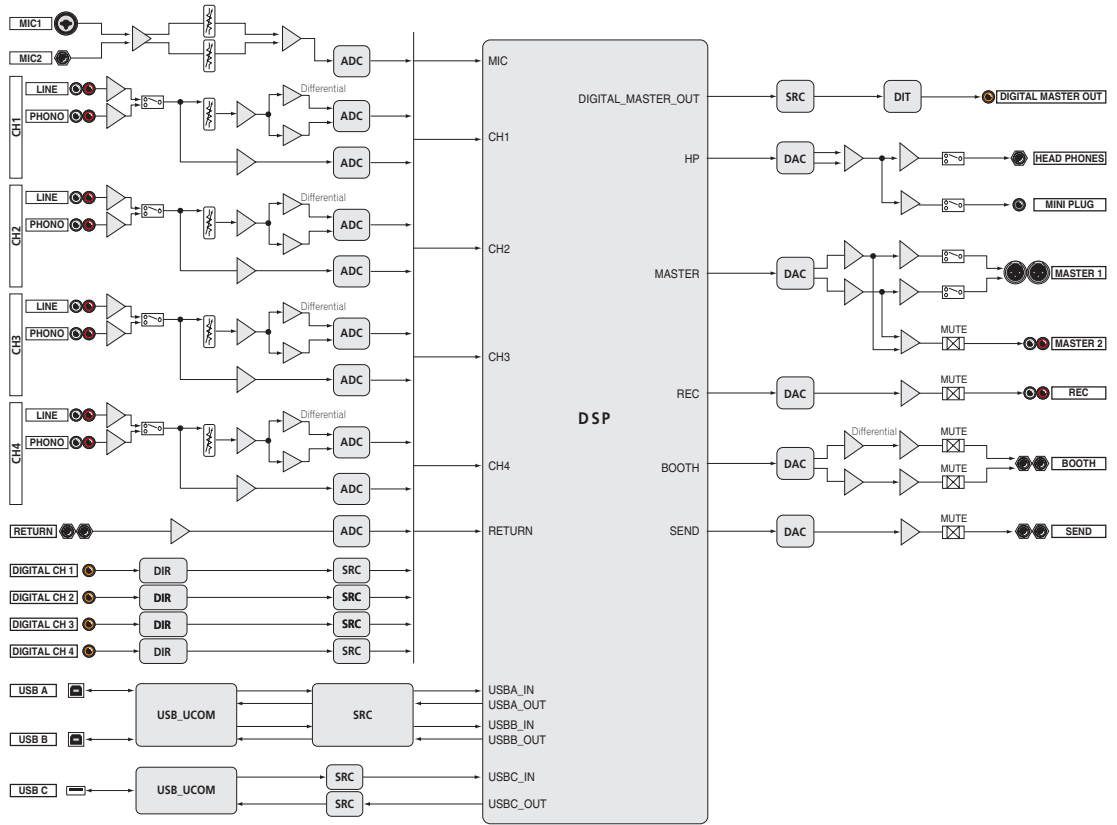 MIC1
MIC2
ADC
CH1
LINE
PHONO
Differential
ADC
ADC
CH2
LINE
PHONO
Differential
ADC
ADC
CH3
LINE
PHONO
Differential
ADC
ADC
CH4
LINE
PHONO
Differential
ADC
ADC
RETURN
ADC
DIGITAL CH 1
DIR
SRC
DIGITAL CH 2
DIR
SRC
DIGITAL CH 3
DIR
SRC
DIGITAL CH 4
DIR
SRC
USB A
USB B
USB_UCOM
SRC
USB C
USB_UCOM
SRC
SRC
MIC
CH1
CH2
CH3
CH4
RETURN
USBA_IN
USBA_OUT
USBB_IN
USBB_OUT
USBC_IN
USBC_OUT
DSP
DIGITAL_MASTER_OUT
SRC
DIT
DIGITAL MASTER OUT
HP
DAC
HEAD PHONES
MINI PLUG
MASTER
DAC
MASTER 1
MUTE
MASTER 2
REC
DAC
MUTE
REC
BOOTH
DAC
Differential
MUTE
MUTE
BOOTH
SEND
DAC
MUTE
SEND